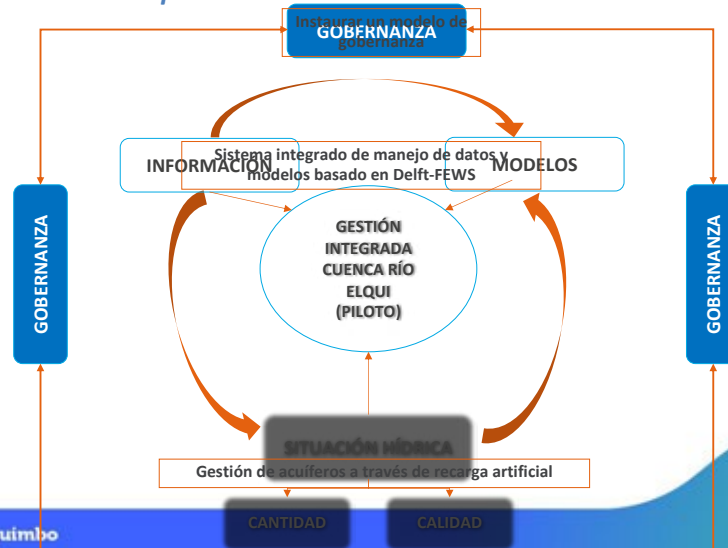 Instaurar un modelo de
gobernanza
GOBERNANZA
INFORMACIÓN
Sistema integrado de manejo de datos y
modelos basado en Delft-FEWS
MODELOS
GOBERNANZA
GESTIÓN
INTEGRADA
CUENCA RÍO
ELQUI
(PILOTO)
GOBERNANZA
SITUACIÓN HÍDRICA
Gestión de acuíferos a través de recarga artificial
CANTIDAD
CALIDAD
uimbo